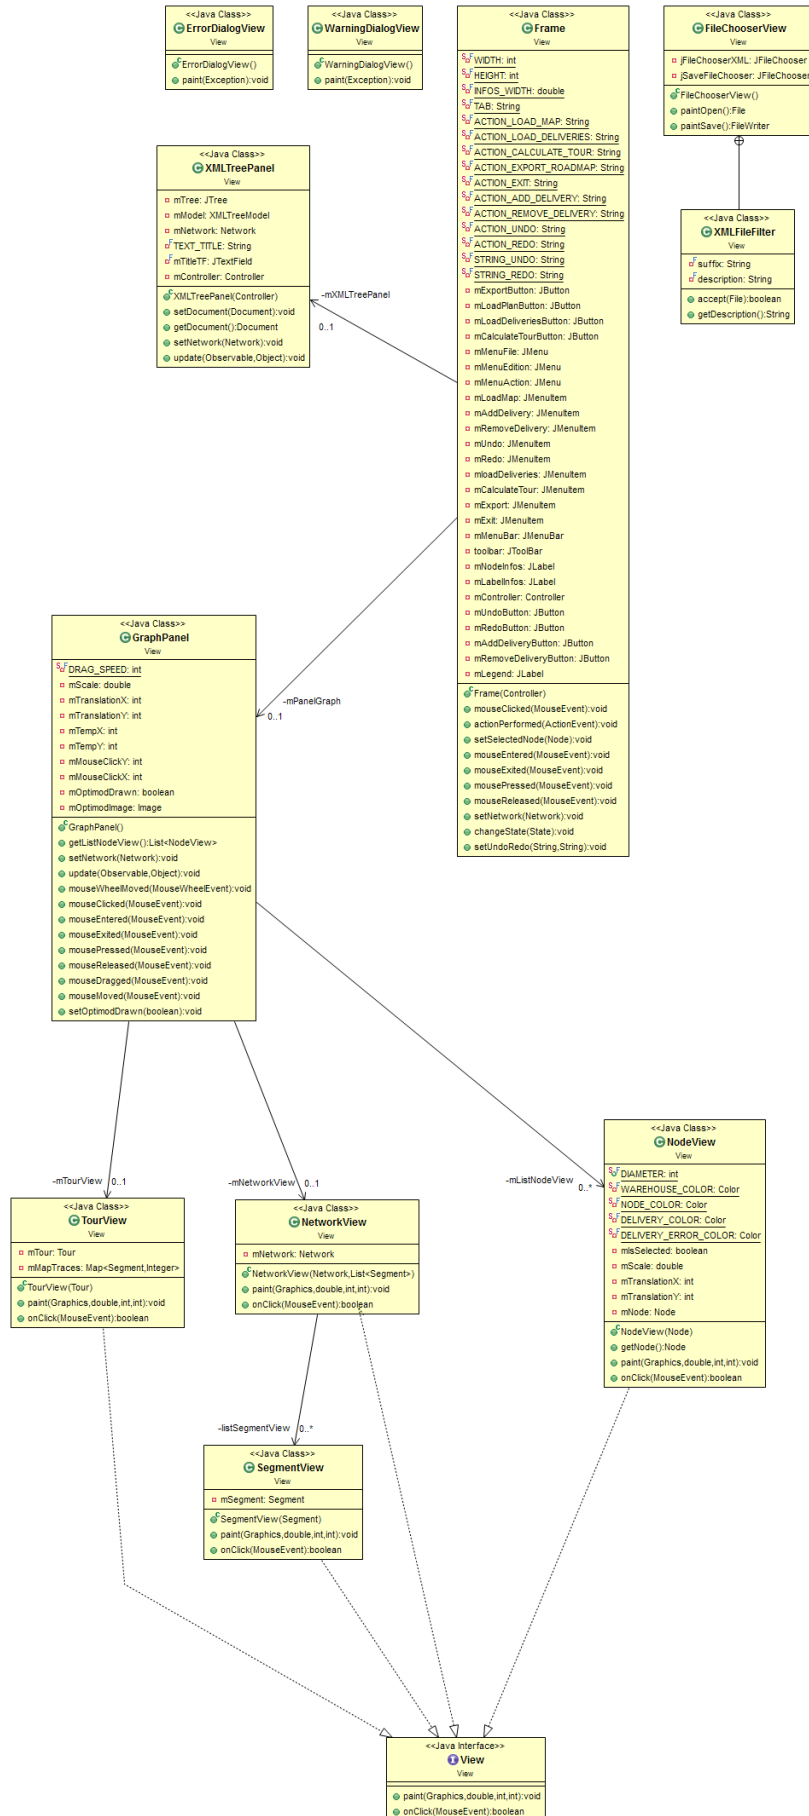 <<Java Class>>
ErrorDialogView
View
ErrorDialogView()
paint(Exception):void
<<Java Class>>
WarningDialogView
View
WarningDialogView()
paint(Exception):void
<<Java Class>>
Frame
View
WIDTH: int
HEIGHT: int
INFOS_WIDTH: double
TAB: String
ACTION_LOAD_MAP: String
ACTION_LOAD_DELIVERIES: String
ACTION_CALCULATE_TOUR: String
ACTION_EXPORT_ROADMAP: String
ACTION_EXIT: String
ACTION_ADD_DELIVERY: String
ACTION_REMOVE_DELIVERY: String
ACTION_UNDO: String
ACTION_REDO: String
STRING_UNDO: String
STRING_REDO: String
mExportButton: JButton
mLoadPlanButton: JButton
mLoadDeliveriesButton: JButton
mCalculateTourButton: JButton
mMenuFile: JMenu
mMenuEdition: JMenu
mMenuAction: JMenu
mLoadMap: JMenuItem
mAddDelivery: JMenuItem
mRemoveDelivery: JMenuItem
mUndo: JMenuItem
mRedo: JMenuItem
mloadDeliveries: JMenuItem
mCalculateTour: JMenuItem
mExport: JMenuItem
mExit: JMenuItem
mMenuBar: JMenuBar
toolbar: JToolBar
mNodeInfos: JLabel
mLabelInfos: JLabel
mController: Controller
mUndoButton: JButton
mRedoButton: JButton
mAddDeliveryButton: JButton
mRemoveDeliveryButton: JButton
mLegend: JLabel
Frame(Controller)
mouseClicked(MouseEvent):void
actionPerformed(ActionEvent):void
setSelectedNode(Node):void
mouseEntered(MouseEvent):void
mouseExited(MouseEvent):void
mousePressed(MouseEvent):void
mouseReleased(MouseEvent):void
setNetwork(Network):void
changeState(State):void
setUndoRedo(String,String):void
<<Java Class>>
FileChooserView
View
jFileChooserXML: JFileChooser
jSaveFileChooser: JFileChooser
FileChooserView()
paintOpen():File
paintSave():FileWriter
<<Java Class>>
XMLFileFilter
View
suffix: String
description: String
accept(File):boolean
getDescription():String
<<Java Class>>
XMLTreePanel
View
mTree: JTree
mModel: XMLTreeModel
mNetwork: Network
TEXT_TITLE: String
mTitleTF: JTextField
mController: Controller
XMLTreePanel(Controller)
setDocument(Document):void
getDocument():Document
setNetwork(Network):void
update(Observable,Object):void
-mXMLTreePanel
0..1
<<Java Class>>
GraphPanel
View
DRAG_SPEED: int
mScale: double
mTranslationX: int
mTranslationY: int
mTempX: int
mTempY: int
mMouseClickY: int
mMouseClickX: int
mOptimodDrawn: boolean
mOptimodImage: Image
GraphPanel()
getListNodeView():List<NodeView>
setNetwork(Network):void
update(Observable,Object):void
mouseWheelMoved(MouseWheelEvent):void
mouseClicked(MouseEvent):void
mouseEntered(MouseEvent):void
mouseExited(MouseEvent):void
mousePressed(MouseEvent):void
mouseReleased(MouseEvent):void
mouseDragged(MouseEvent):void
mouseMoved(MouseEvent):void
setOptimodDrawn(boolean):void
-mPanelGraph
0..1
-mTourView
0..1
-mNetworkView
0..1
-mListNodeView
0..*
<<Java Class>>
TourView
View
mTour: Tour
mMapTraces: Map<Segment,Integer>
TourView(Tour)
paint(Graphics,double,int,int):void
onClick(MouseEvent):boolean
<<Java Class>>
NetworkView
View
mNetwork: Network
NetworkView(Network,List<Segment>)
paint(Graphics,double,int,int):void
onClick(MouseEvent):boolean
<<Java Class>>
NodeView
View
DIAMETER: int
WAREHOUSE_COLOR: Color
NODE_COLOR: Color
DELIVERY_COLOR: Color
DELIVERY_ERROR_COLOR: Color
mIsSelected: boolean
mScale: double
mTranslationX: int
mTranslationY: int
mNode: Node
NodeView(Node)
getNode():Node
paint(Graphics,double,int,int):void
onClick(MouseEvent):boolean
-listSegmentView
0..*
<<Java Class>>
SegmentView
View
mSegment: Segment
SegmentView(Segment)
paint(Graphics,double,int,int):void
onClick(MouseEvent):boolean
<<Java Interface>>
View
View
paint(Graphics,double,int,int):void
onClick(MouseEvent):boolean